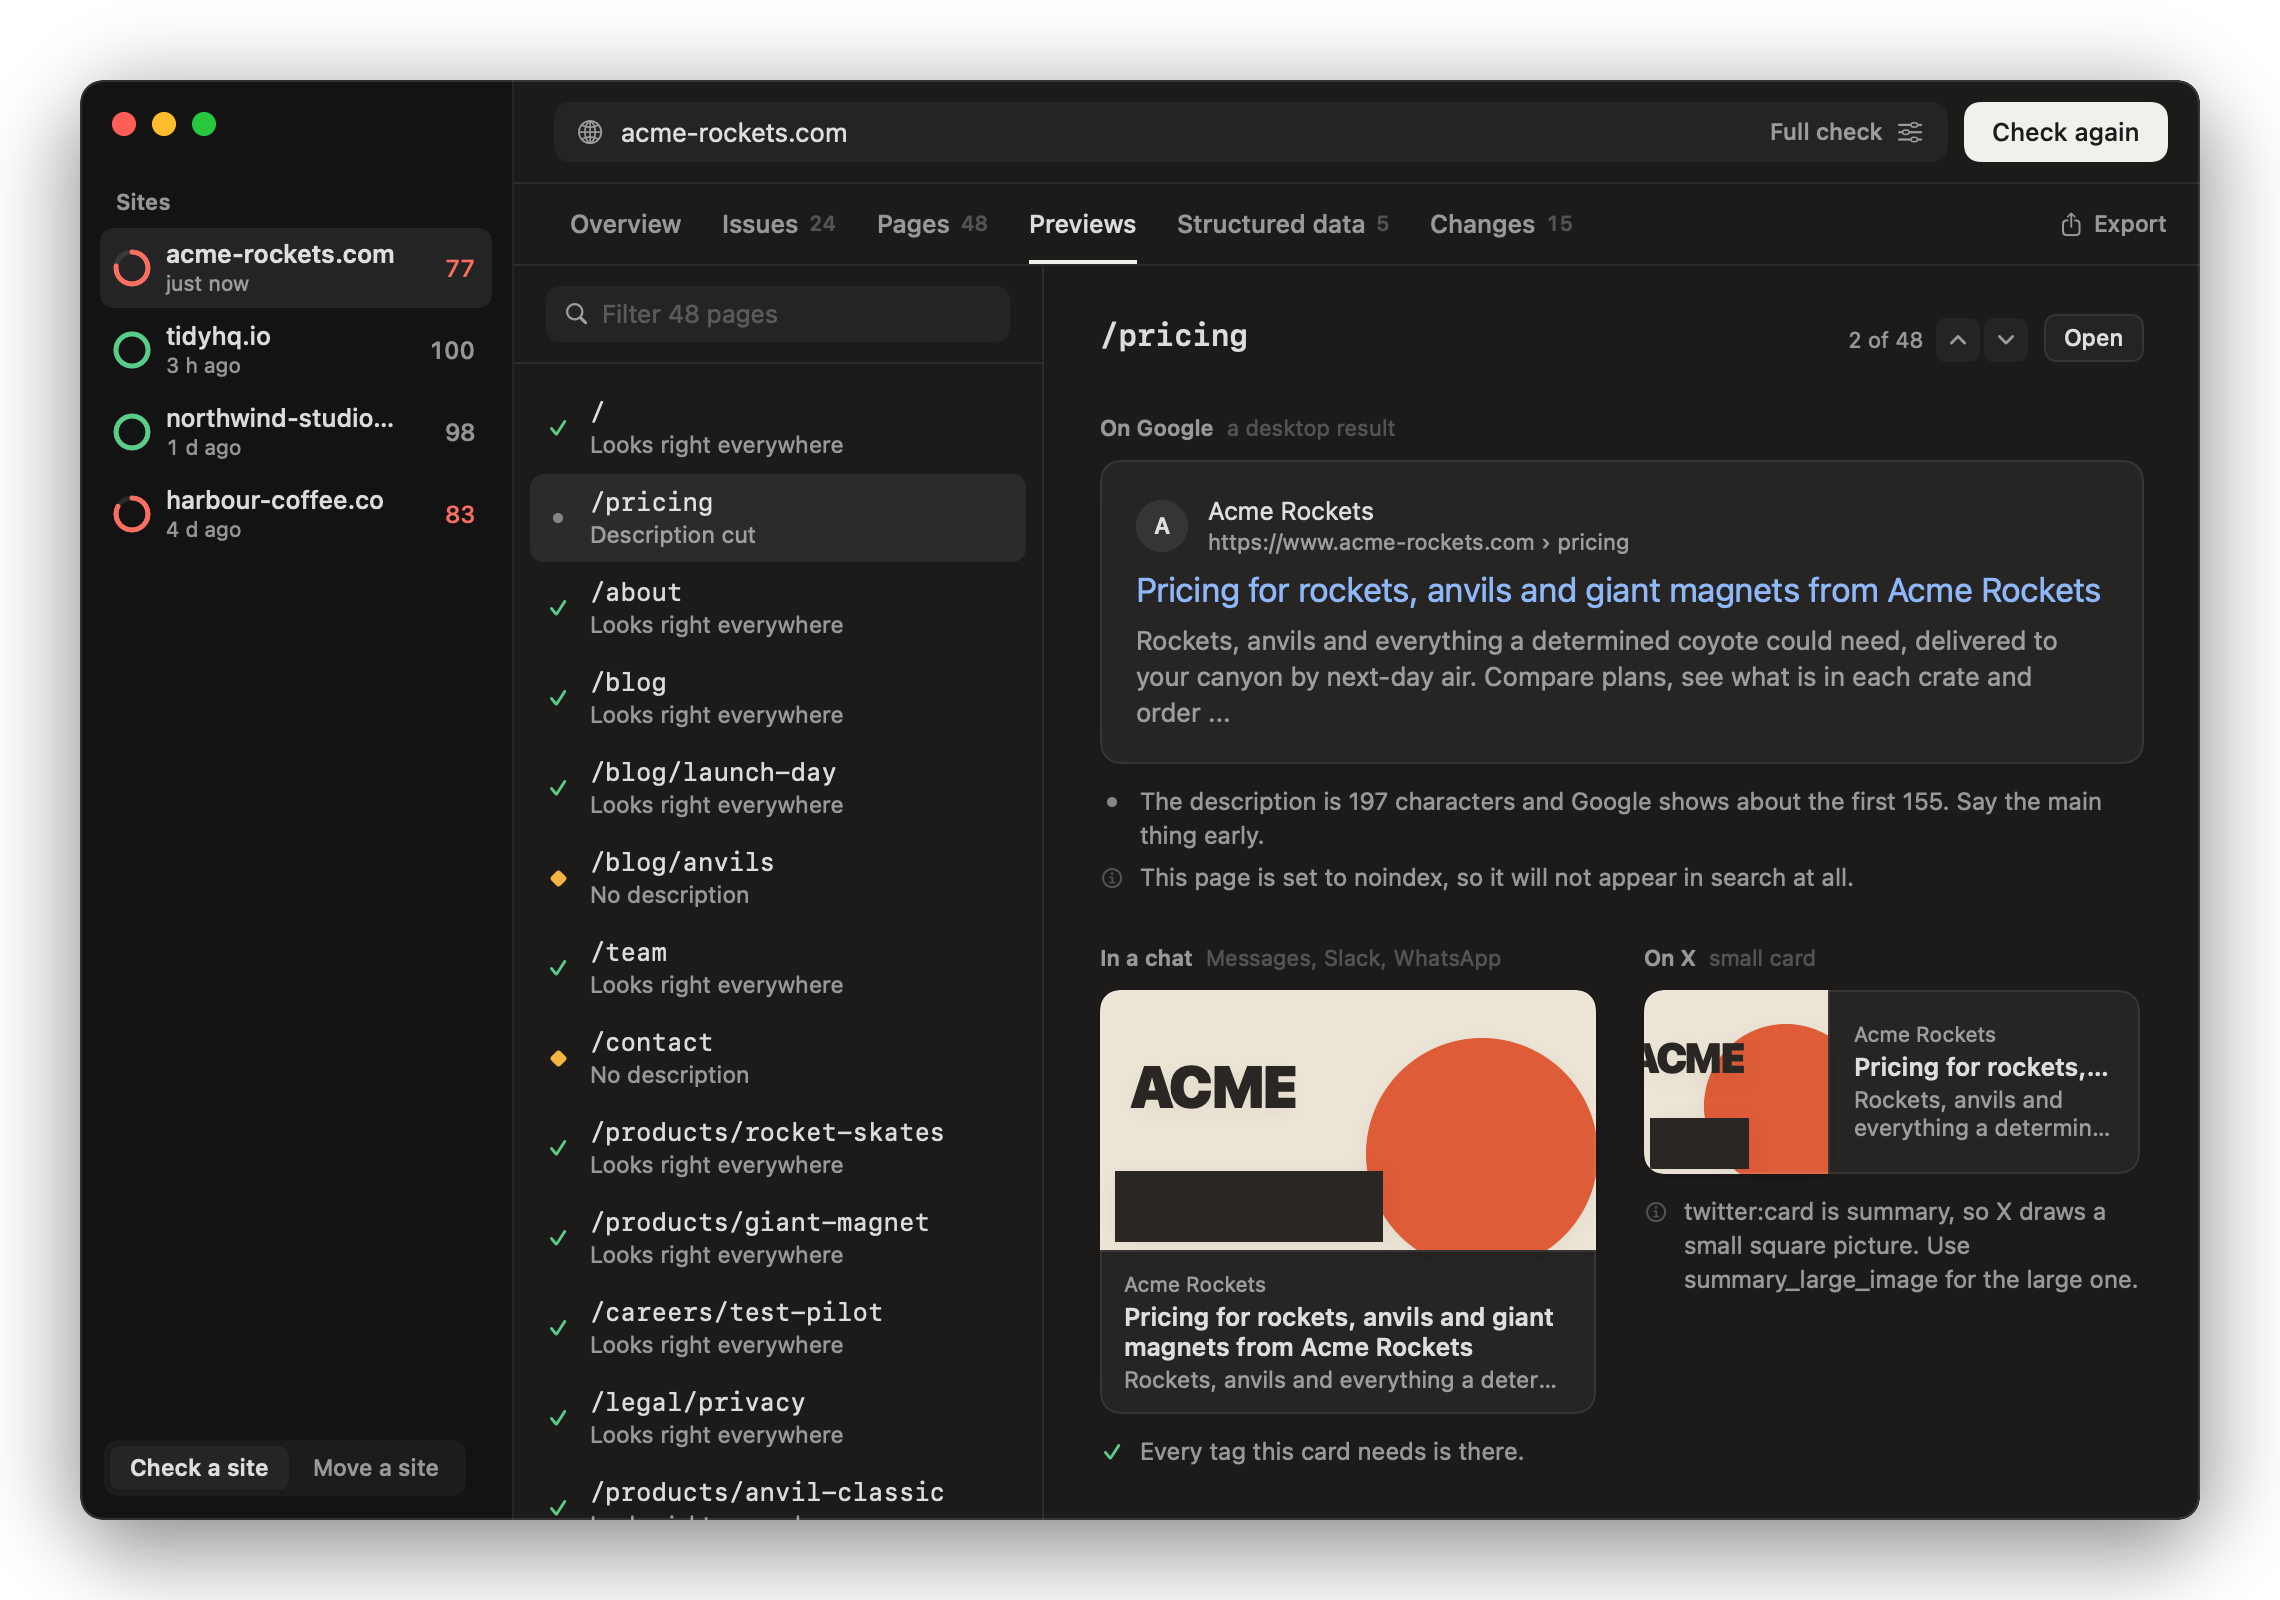 acme-rockets.com
Full check
Check again
Sites
acme-rockets.com
just now
77
tidyhq.io
3 h ago
100
northwind-studio...
1 d ago
98
harbour-coffee.co
4 d ago
83
Check a site
Move a site
Overview
Issues 24
Pages 48
Previews
Structured data 5
Changes 15
Export
Filter 48 pages
/
Looks right everywhere
/pricing
Description cut
/about
Looks right everywhere
/blog
Looks right everywhere
/blog/launch-day
Looks right everywhere
/blog/anvils
No description
/team
Looks right everywhere
/contact
No description
/products/rocket-skates
Looks right everywhere
/products/giant-magnet
Looks right everywhere
/careers/test-pilot
Looks right everywhere
/legal/privacy
Looks right everywhere
/products/anvil-classic
/pricing
2 of 48
Open
On Google a desktop result
A
Acme Rockets
https://www.acme-rockets.com › pricing
Pricing for rockets, anvils and giant magnets from Acme Rockets
Rockets, anvils and everything a determined coyote could need, delivered to
your canyon by next-day air. Compare plans, see what is in each crate and
order ...
The description is 197 characters and Google shows about the first 155. Say the main
thing early.
This page is set to noindex, so it will not appear in search at all.
In a chat Messages, Slack, WhatsApp
ACME
Acme Rockets
Pricing for rockets, anvils and giant
magnets from Acme Rockets
Rockets, anvils and everything a deter...
Every tag this card needs is there.
On X small card
ACME
Acme Rockets
Pricing for rockets,...
Rockets, anvils and
everything a determin...
twitter:card is summary, so X draws a
small square picture. Use
summary_large_image for the large one.